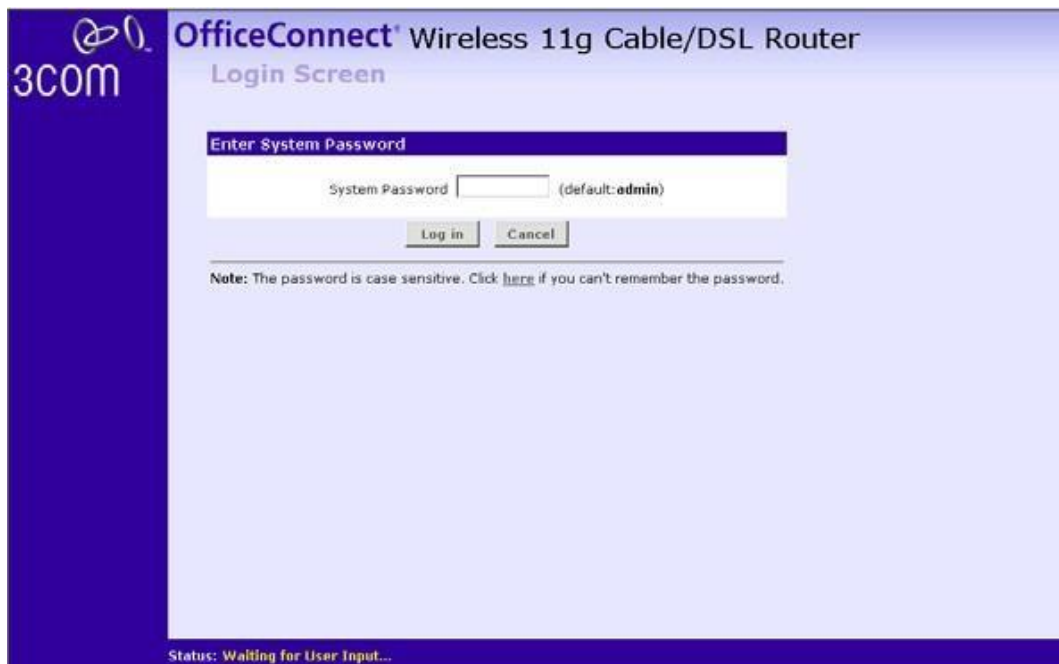 3COM
OfficeConnect® Wireless 11g Cable/DSL Router
Login Screen
Enter System Password
System Password (default:admin)
Log in Cancel
Note: The password is case sensitive. Click here if you can't remember the password.
Status: Waiting for User Input...